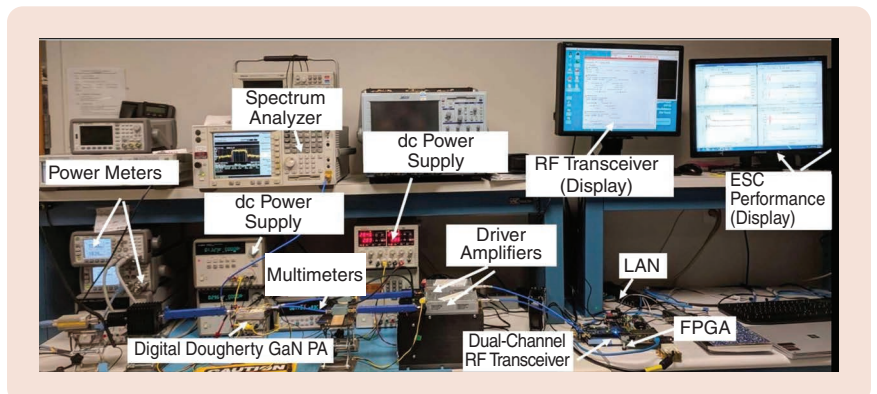 Spectrum
Analyzer
dc Power
Supply
Power Meters
RF Transceiver
(Display)
ESC
Performance
(Display)
dc Power
Supply
Driver
Amplifiers
Multimeters
LAN
FPGA
Digital Dougherty GaN PA
Dual-Channel
RF Transceiver
CAUTION